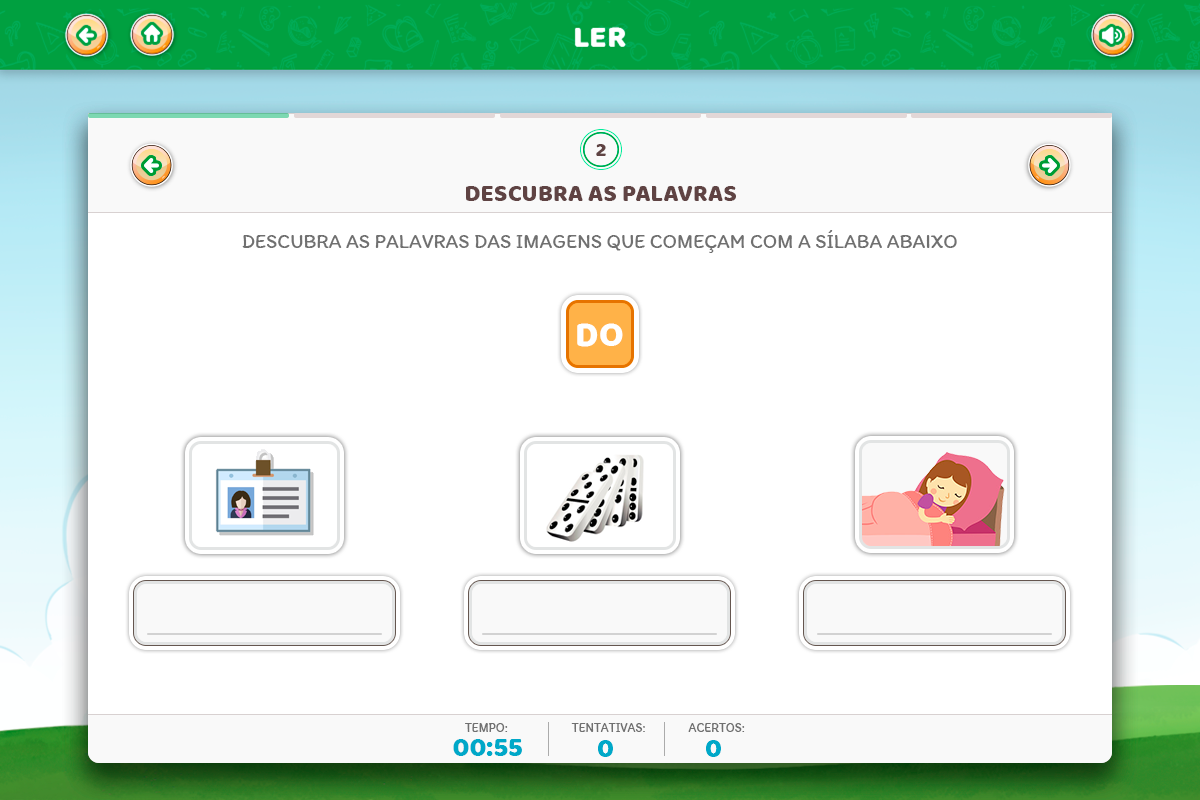 LER
2
DESCUBRA AS PALAVRAS
DESCUBRA AS PALAVRAS DAS IMAGENS QUE COMEÇAM COM A SÍLABA ABAIXO
DO
TEMPO: TENTATIVAS: ACERTOS:
00:55 0 0